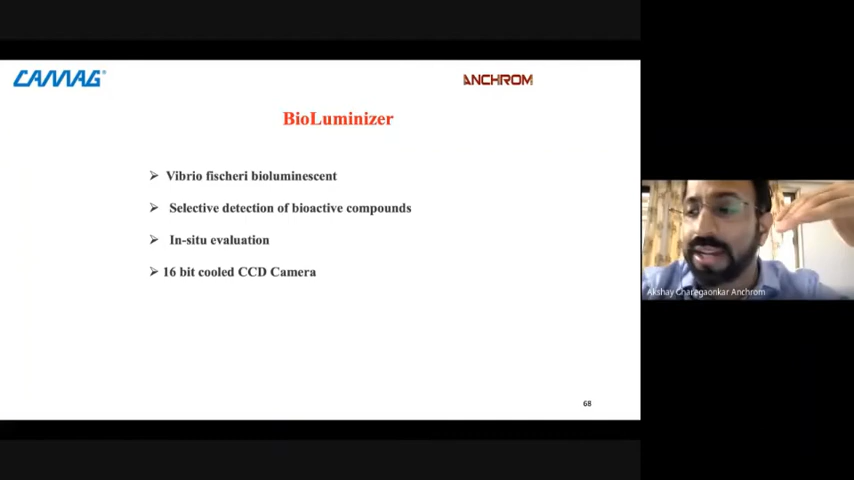 CAMAG®
ANCHROM
BioLuminizer
➢ Vibrio fischeri bioluminescent
➢ Selective detection of bioactive compounds
➢ In-situ evaluation
➢ 16 bit cooled CCD Camera
Akshay Charegaonkar Anchrom
68